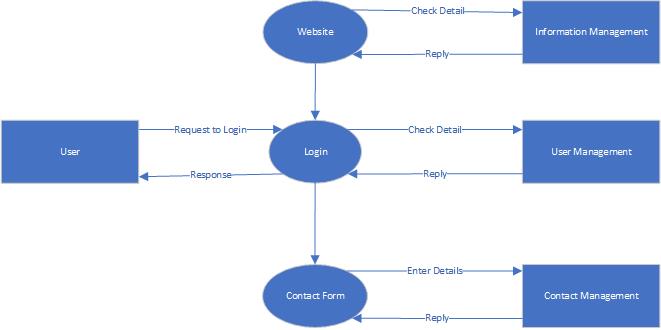 Website
Check Detail
Information Management
Reply
User
Request to Login
Response
Login
Check Detail
User Management
Reply
Contact Form
Enter Details
Contact Management
Reply